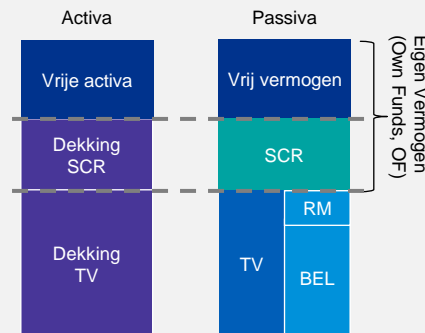 Activa
Passiva
Vrije activa
Vrij vermogen
Eigen Vermogen
(Own Funds, OF)
Dekking
SCR
SCR
Dekking
TV
TV
RM
BEL